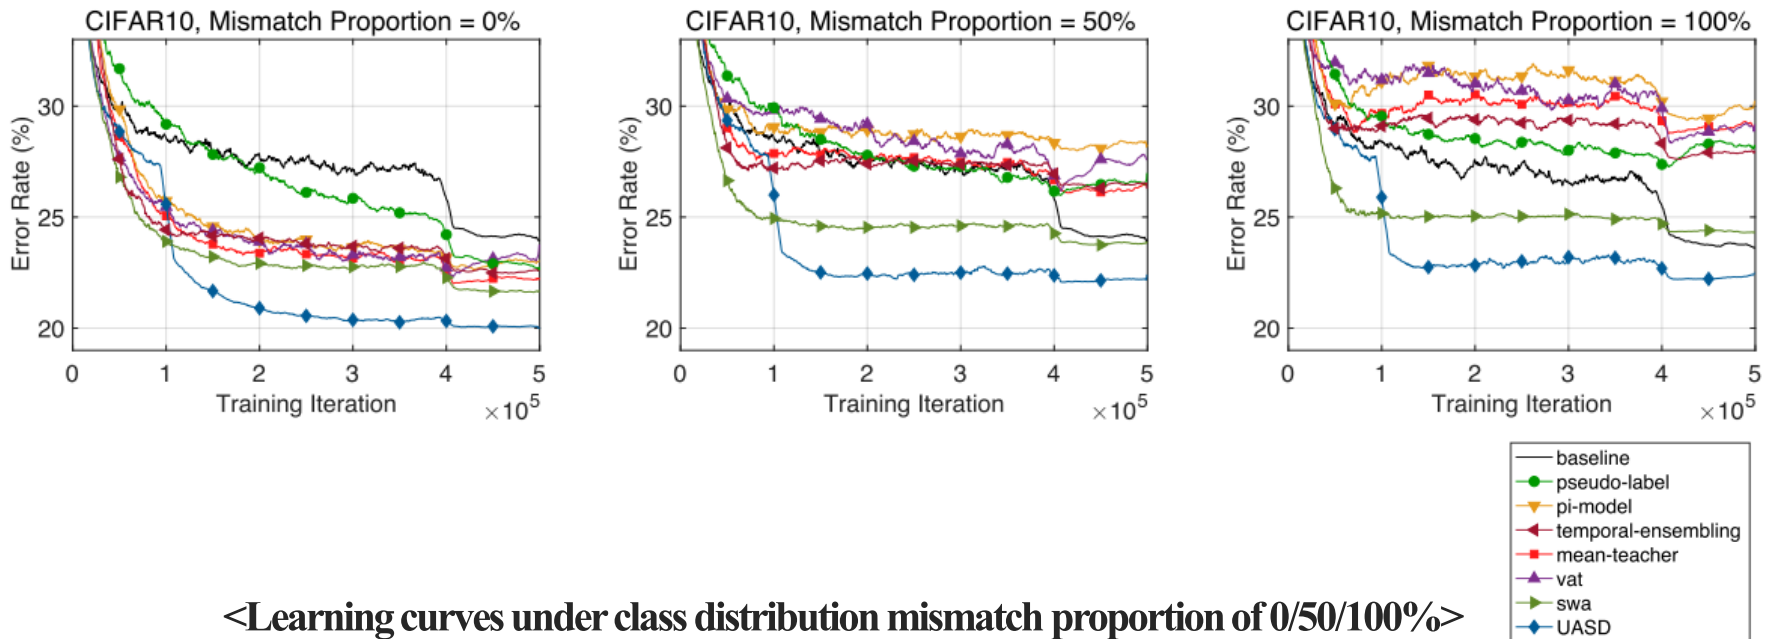 CIFAR10, Mismatch Proportion = 0%
30
25
20
Error Rate (%)
0 1 2 3 4 5
Training Iteration
×10^5
CIFAR10, Mismatch Proportion = 50%
30
25
20
Error Rate (%)
0 1 2 3 4 5
Training Iteration
×10^5
CIFAR10, Mismatch Proportion = 100%
30
25
20
Error Rate (%)
0 1 2 3 4 5
Training Iteration
×10^5
baseline
pseudo-label
pi-model
temporal-ensembling
mean-teacher
vat
swa
UASD
<Learning curves under class distribution mismatch proportion of 0/50/100%>